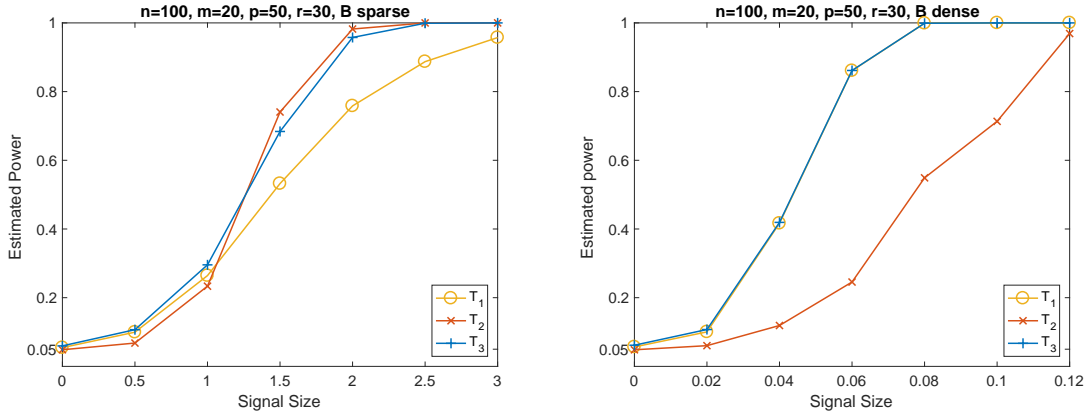 n=100, m=20, p=50, r=30, B sparse
Estimated Power
1
0.8
0.6
0.4
0.2
0.05
0
0.5
1
1.5
2
2.5
3
Signal Size
T1
T2
T3
n=100, m=20, p=50, r=30, B dense
Estimated power
1
0.8
0.6
0.4
0.2
0.05
0
0.02
0.04
0.06
0.08
0.1
0.12
Signal Size
T1
T2
T3